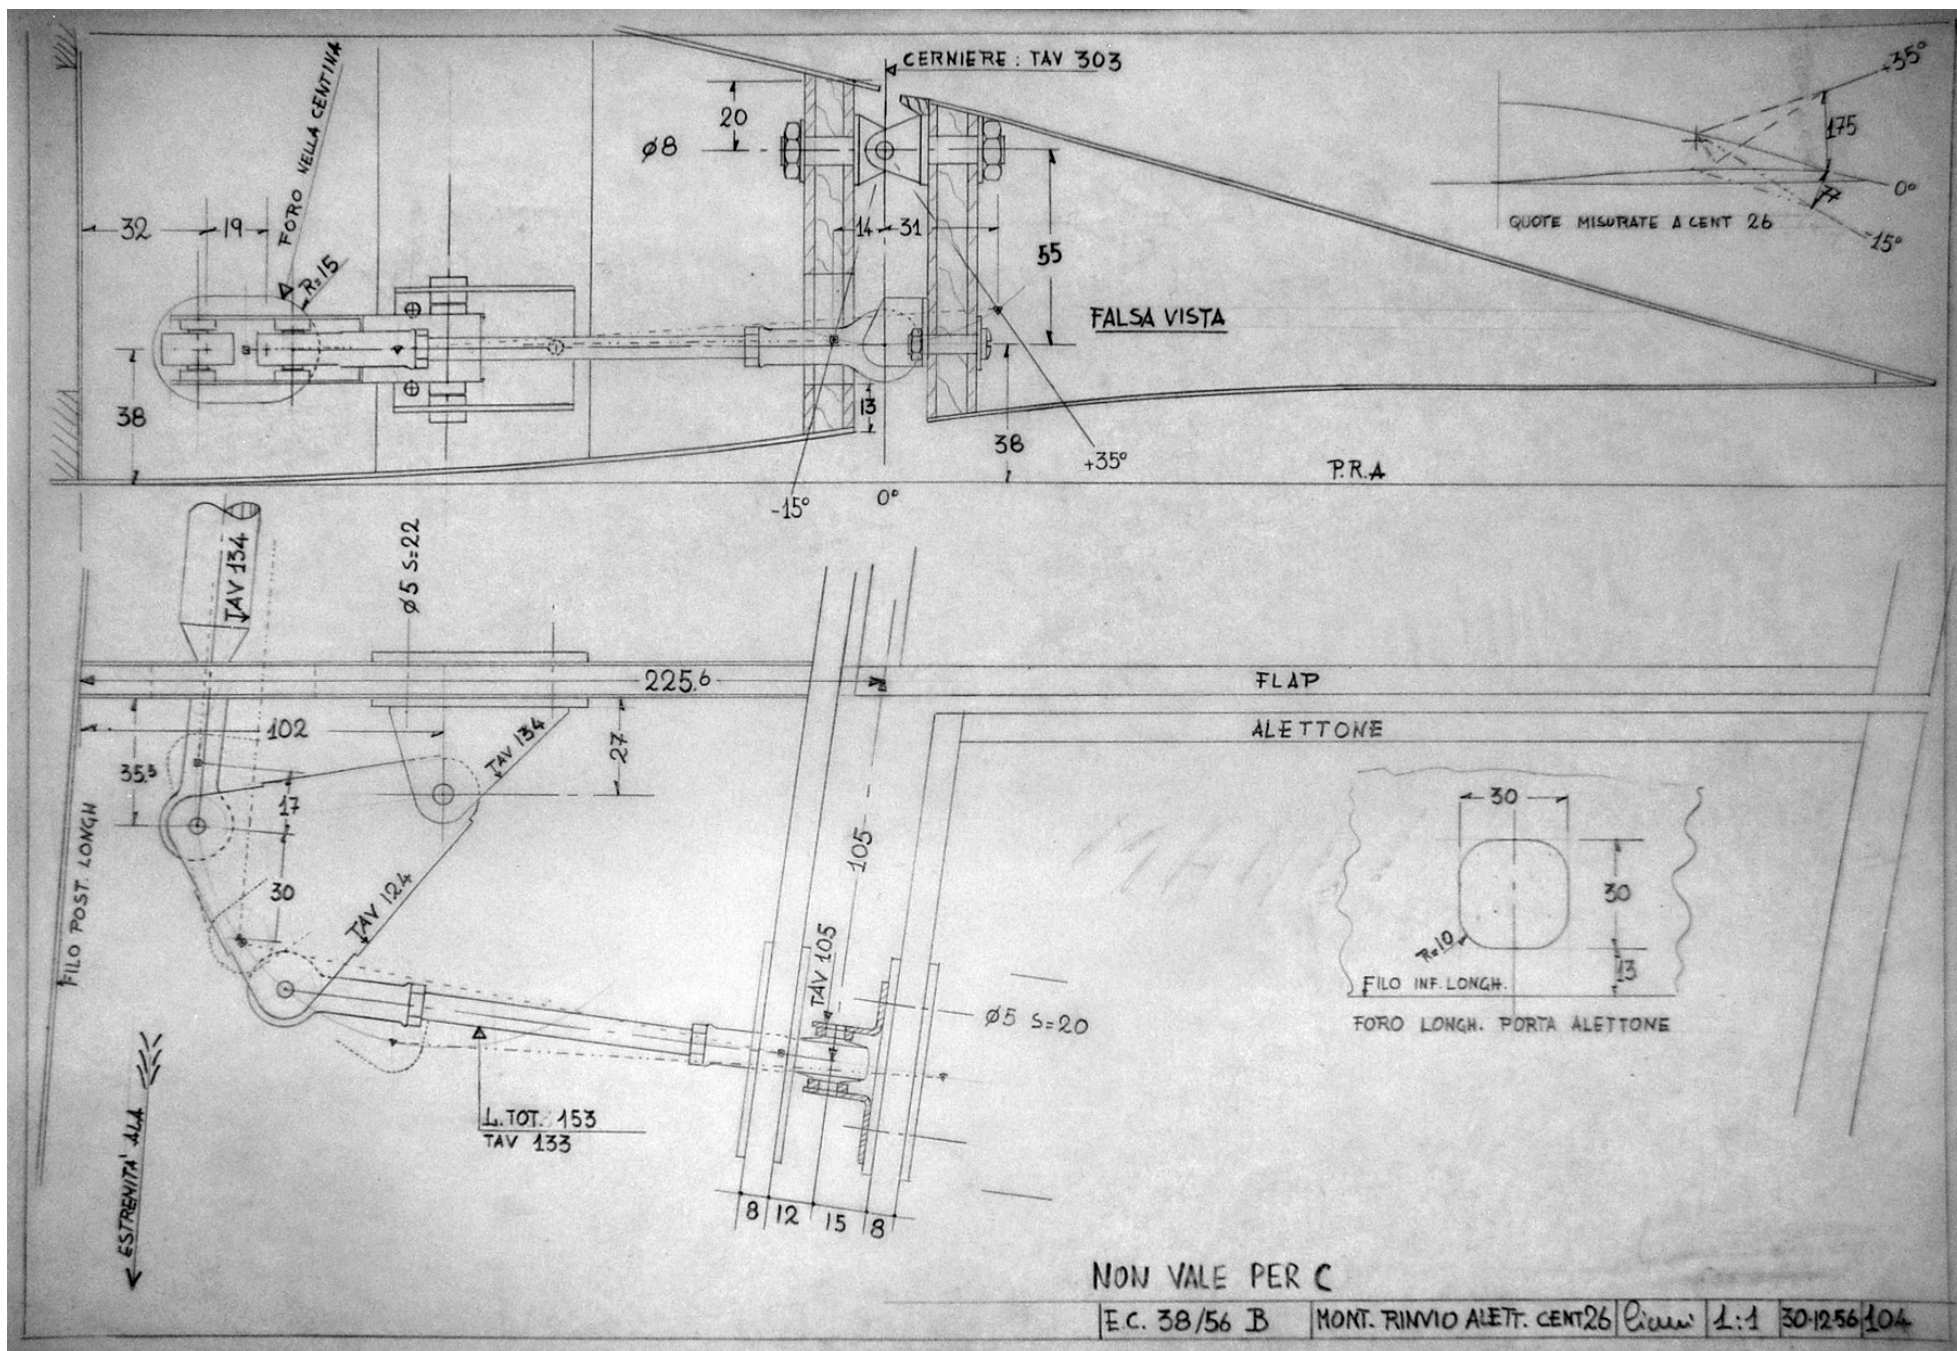 CERNIERE : TAV 303
FORO NELLA CENTINA
R=15
32
19
38
20
ø8
14
31
55
13
38
FALSA VISTA
-15°
0°
+35°
P.R.A
-35°
175
77
0°
-15°
QUOTE MISURATE A CENT 26
TAV 134
ø5 S=22
225.6
102
35.5
17
30
27
TAV 134
TAV 124
FILO POST. LONGH
FLAP
ALETTONE
105
TAV 105
ø5 S=20
L. TOT. 153
TAV 133
ESTREMITA' ALA
8
12
15
8
30
30
R=10
13
FILO INF. LONGH.
FORO LONGH. PORTA ALETTONE
NON VALE PER C
E.C. 38/56 B
MONT. RINVIO ALETT. CENT26
1:1
30-12-56
104